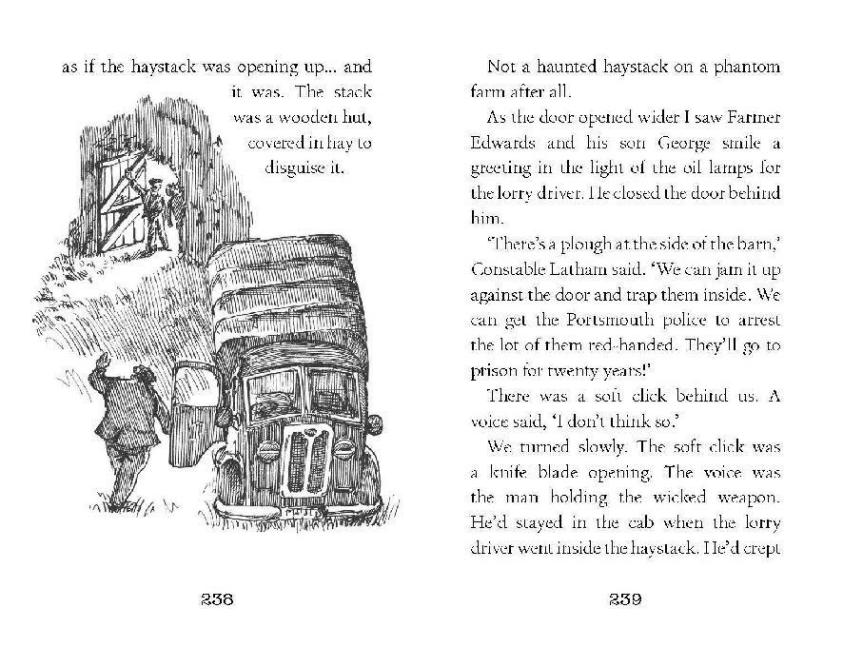 as if the haystack was opening up... and
it was. The stack
was a wooden hut,
covered in hay to
disguise it.
238
Not a haunted haystack on a phantom
farm after all.
As the door opened wider I saw Farmer
Edwards and his son George smile a
greeting in the light of the oil lamps for
the lorry driver. He closed the door behind
him.
‘There’s a plough at the side of the barn,’
Constable Latham said. ‘We can jam it up
against the door and trap them inside. We
can get the Portsmouth police to arrest
the lot of them red-handed. They’ll go to
prison for twenty years!’
There was a soft click behind us. A
voice said, ‘I don’t think so.’
We turned slowly. The soft click was
a knife blade opening. The voice was
the man holding the wicked weapon.
He’d stayed in the cab when the lorry
driver went inside the haystack. He’d crept
239